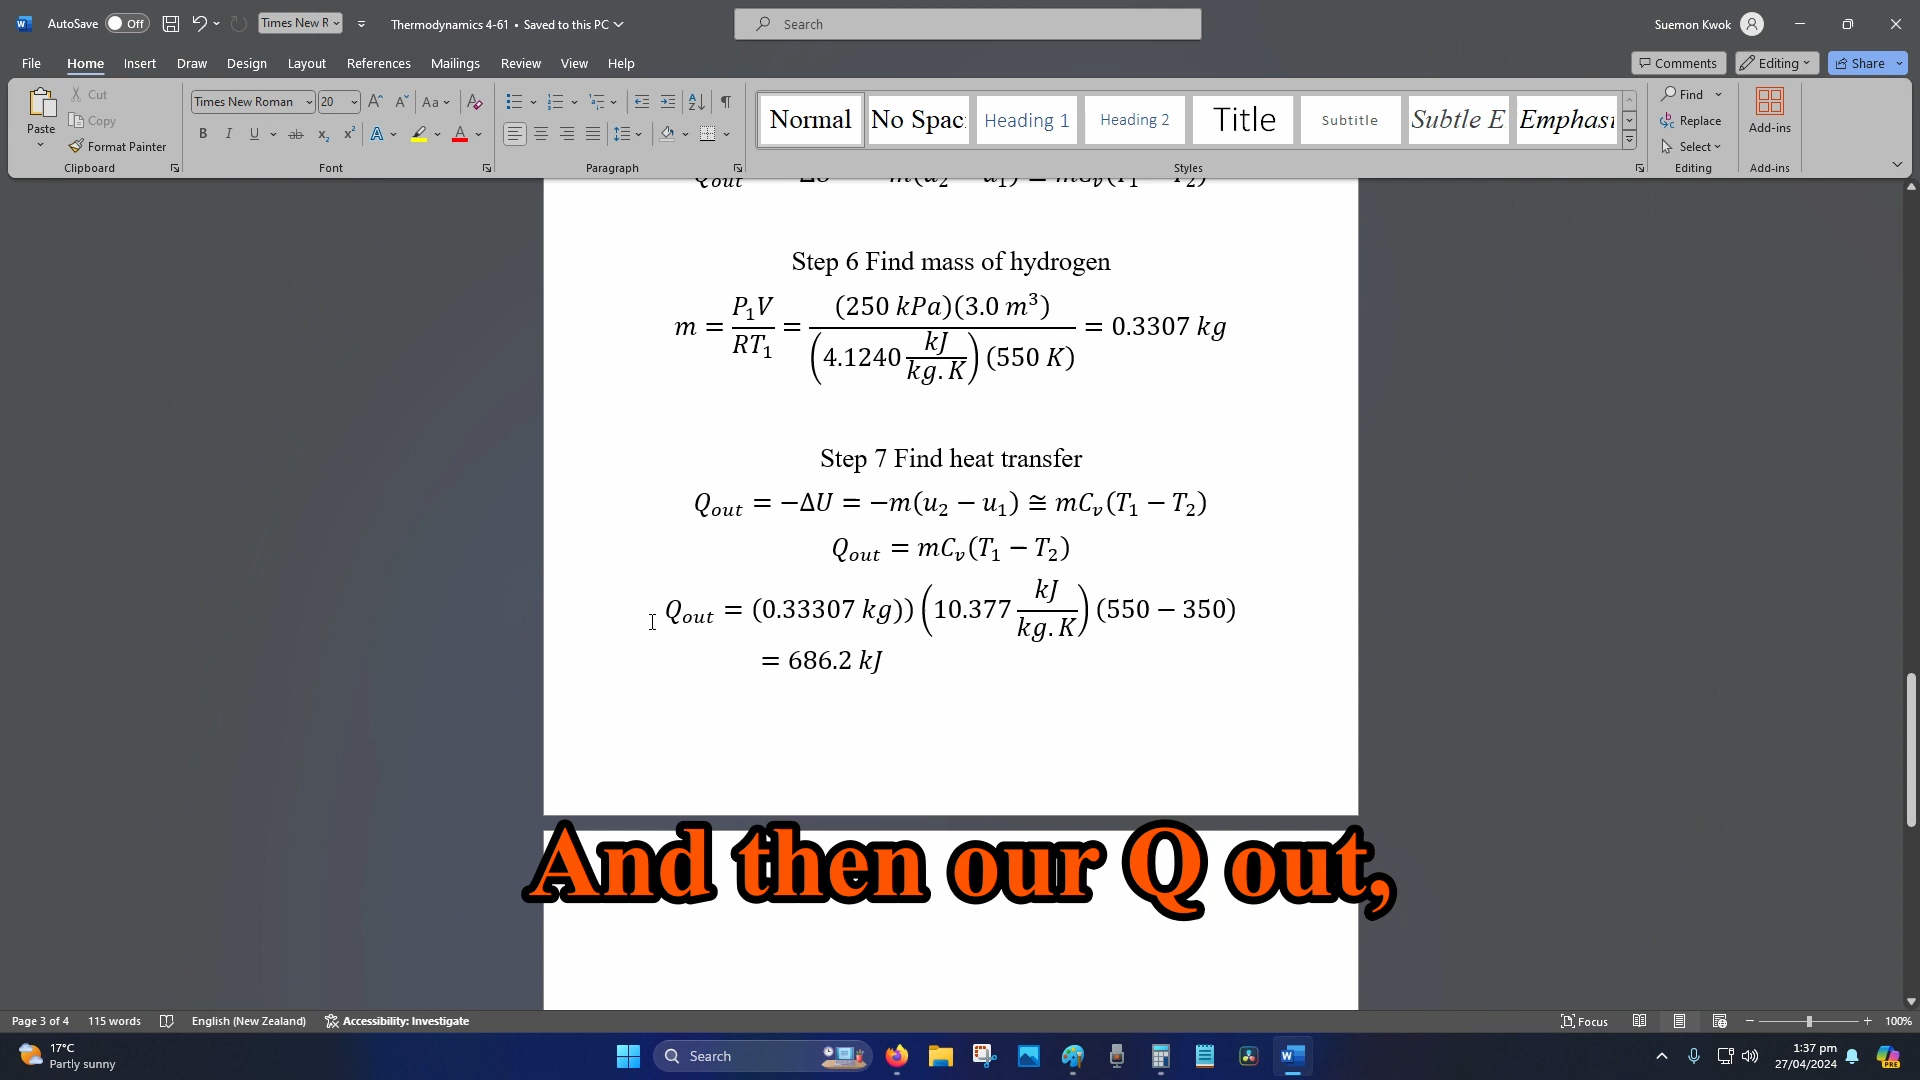 AutoSave Off Times New R Thermodynamics 4-61 • Saved to this PC Search Suemon Kwok
File Home Insert Draw Design Layout References Mailings Review View Help Comments Editing Share
Paste Cut Copy Format Painter
Times New Roman 20
Normal No Spac Heading 1 Heading 2 Title Subtitle Subtle E Emphasi
Find Replace Select Add-ins
Clipboard Font Paragraph Styles Editing Add-ins
Step 6 Find mass of hydrogen
m = P₁V / RT₁ = (250 kPa)(3.0 m³) / (4.1240 kJ / kg.K)(550 K) = 0.3307 kg
Step 7 Find heat transfer
Qout = −ΔU = −m(u₂ − u₁) ≅ mCᵥ(T₁ − T₂)
Qout = mCᵥ(T₁ − T₂)
Qout = (0.33307 kg))(10.377 kJ / kg.K)(550 − 350)
= 686.2 kJ
And then our Q out,
Page 3 of 4 115 words English (New Zealand) Accessibility: Investigate Focus 100%
17°C
Partly sunny
Search
1:37 pm
27/04/2024